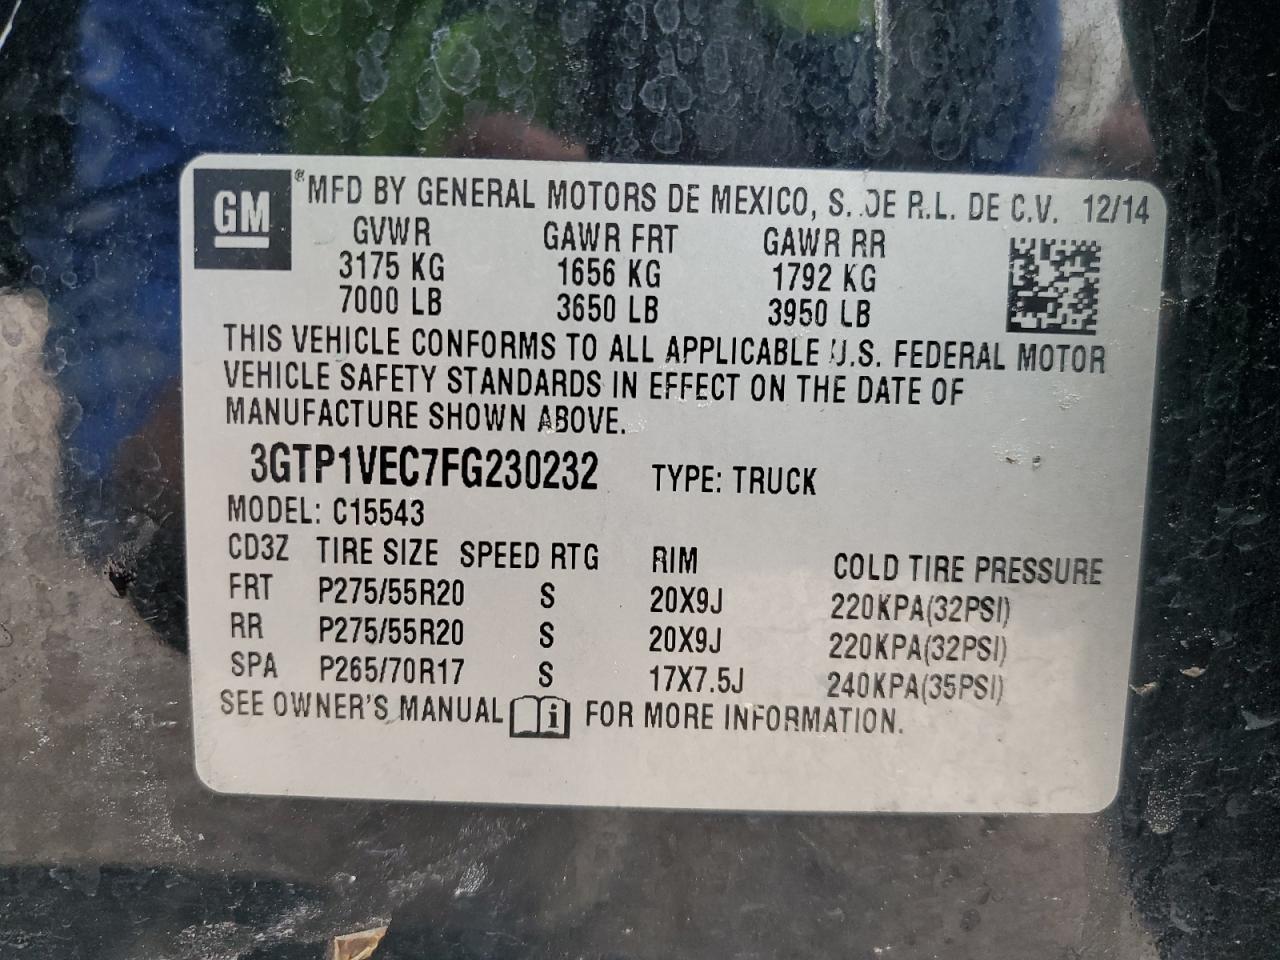 GM ® MFD BY GENERAL MOTORS DE MEXICO, S. DE R.L. DE C.V. 12/14
GVWR GAWR FRT GAWR RR
3175 KG 1656 KG 1792 KG
7000 LB 3650 LB 3950 LB
THIS VEHICLE CONFORMS TO ALL APPLICABLE U.S. FEDERAL MOTOR
VEHICLE SAFETY STANDARDS IN EFFECT ON THE DATE OF
MANUFACTURE SHOWN ABOVE.
3GTP1VEC7FG230232 TYPE: TRUCK
MODEL: C15543
CD3Z TIRE SIZE SPEED RTG RIM COLD TIRE PRESSURE
FRT P275/55R20 S 20X9J 220KPA(32PSI)
RR P275/55R20 S 20X9J 220KPA(32PSI)
SPA P265/70R17 S 17X7.5J 240KPA(35PSI)
SEE OWNER'S MANUAL i FOR MORE INFORMATION.